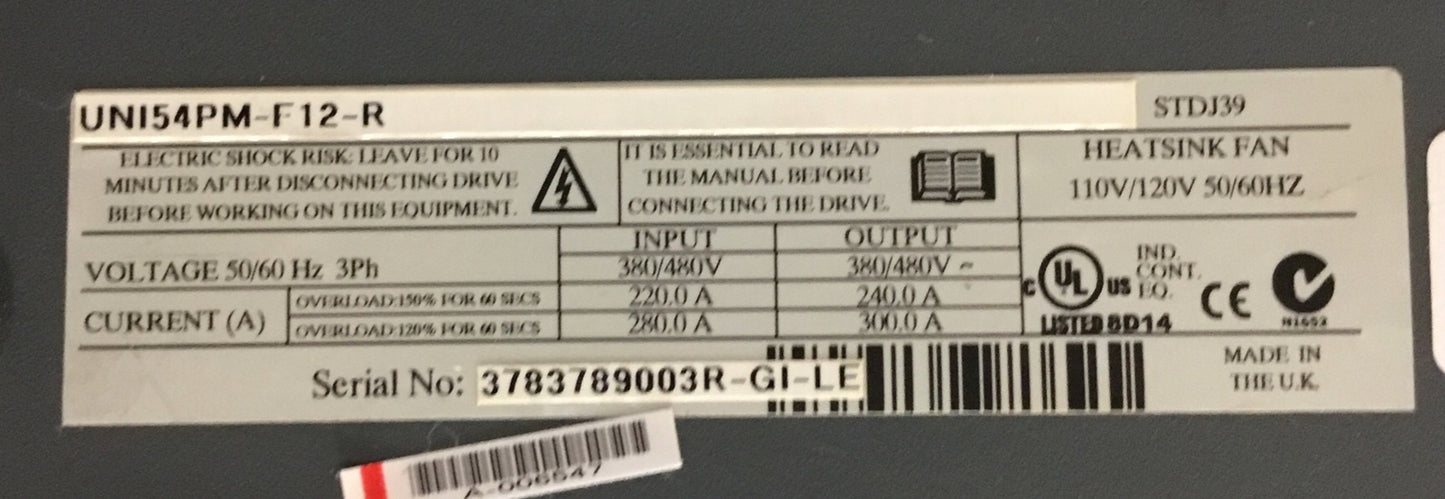 UNI54PM-F12-R
STDJ39
ELECTRIC SHOCK RISK: LEAVE FOR 10
MINUTES AFTER DISCONNECTING DRIVE
BEFORE WORKING ON THIS EQUIPMENT.
IT IS ESSENTIAL TO READ
THE MANUAL BEFORE
CONNECTING THE DRIVE.
HEATSINK FAN
110V/120V 50/60HZ
INPUT OUTPUT
VOLTAGE 50/60 Hz 3Ph 380/480V 380/480V ~
CURRENT (A)
OVERLOAD:150% FOR 60 SECS 220.0 A 240.0 A
OVERLOAD:120% FOR 60 SECS 280.0 A 300.0 A
C UL US
LISTED 8D14
IND.
CONT.
EQ.
CE
N1652
Serial No: 3783789003R-GI-LE
MADE IN
THE U.K.
A-006547